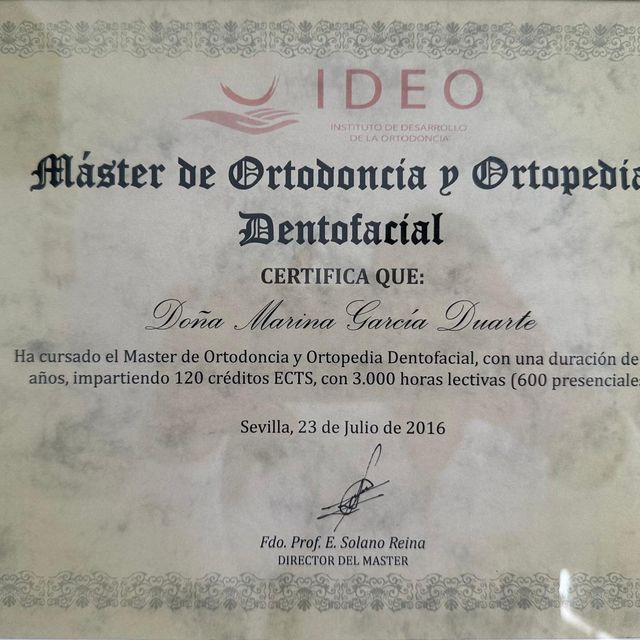 IDEO
INSTITUTO DE DESARROLLO
DE LA ORTODONCIA
Máster de Ortodoncia y Ortopedia
Dentofacial
CERTIFICA QUE:
Doña Marina García Duarte
Ha cursado el Master de Ortodoncia y Ortopedia Dentofacial, con una duración de
años, impartiendo 120 créditos ECTS, con 3.000 horas lectivas (600 presenciales
Sevilla, 23 de Julio de 2016
Fdo. Prof. E. Solano Reina
DIRECTOR DEL MASTER